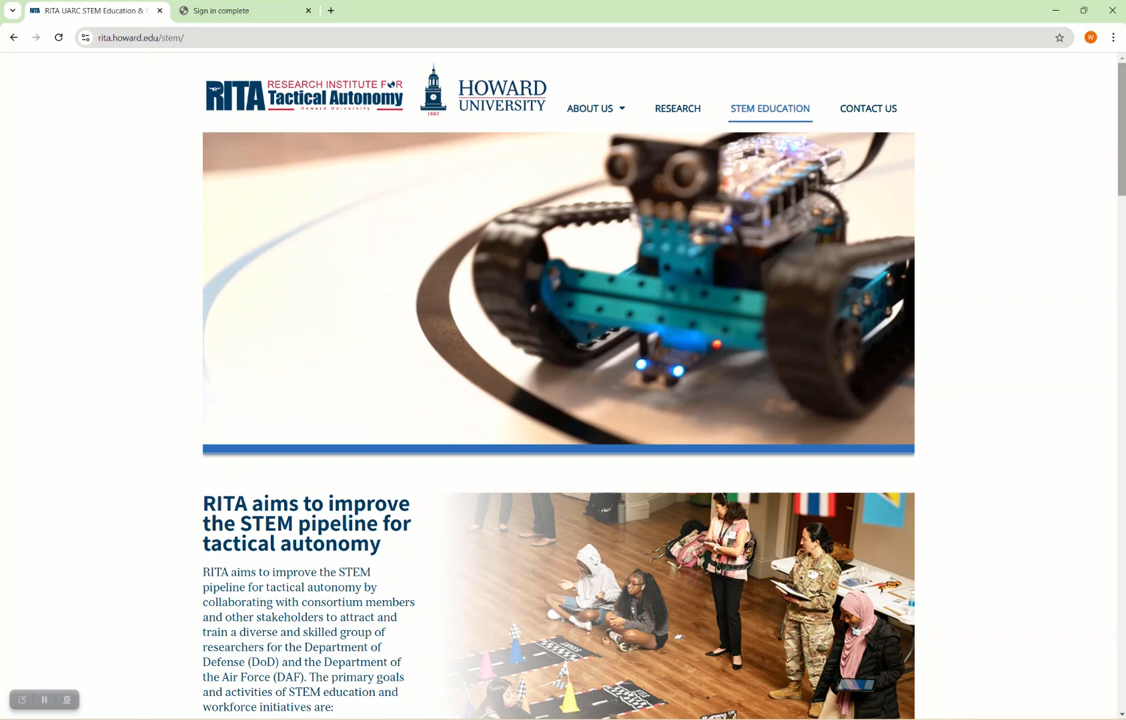 RITA UARC STEM Education &
Sign in complete
rita.howard.edu/stem/
W
RITA RESEARCH INSTITUTE FOR
Tactical Autonomy
Howard University
1867
HOWARD
UNIVERSITY
ABOUT US
RESEARCH
STEM EDUCATION
CONTACT US
RITA aims to improve
the STEM pipeline for
tactical autonomy
RITA aims to improve the STEM
pipeline for tactical autonomy by
collaborating with consortium members
and other stakeholders to attract and
train a diverse and skilled group of
researchers for the Department of
Defense (DoD) and the Department of
the Air Force (DAF). The primary goals
and activities of STEM education and
workforce initiatives are: